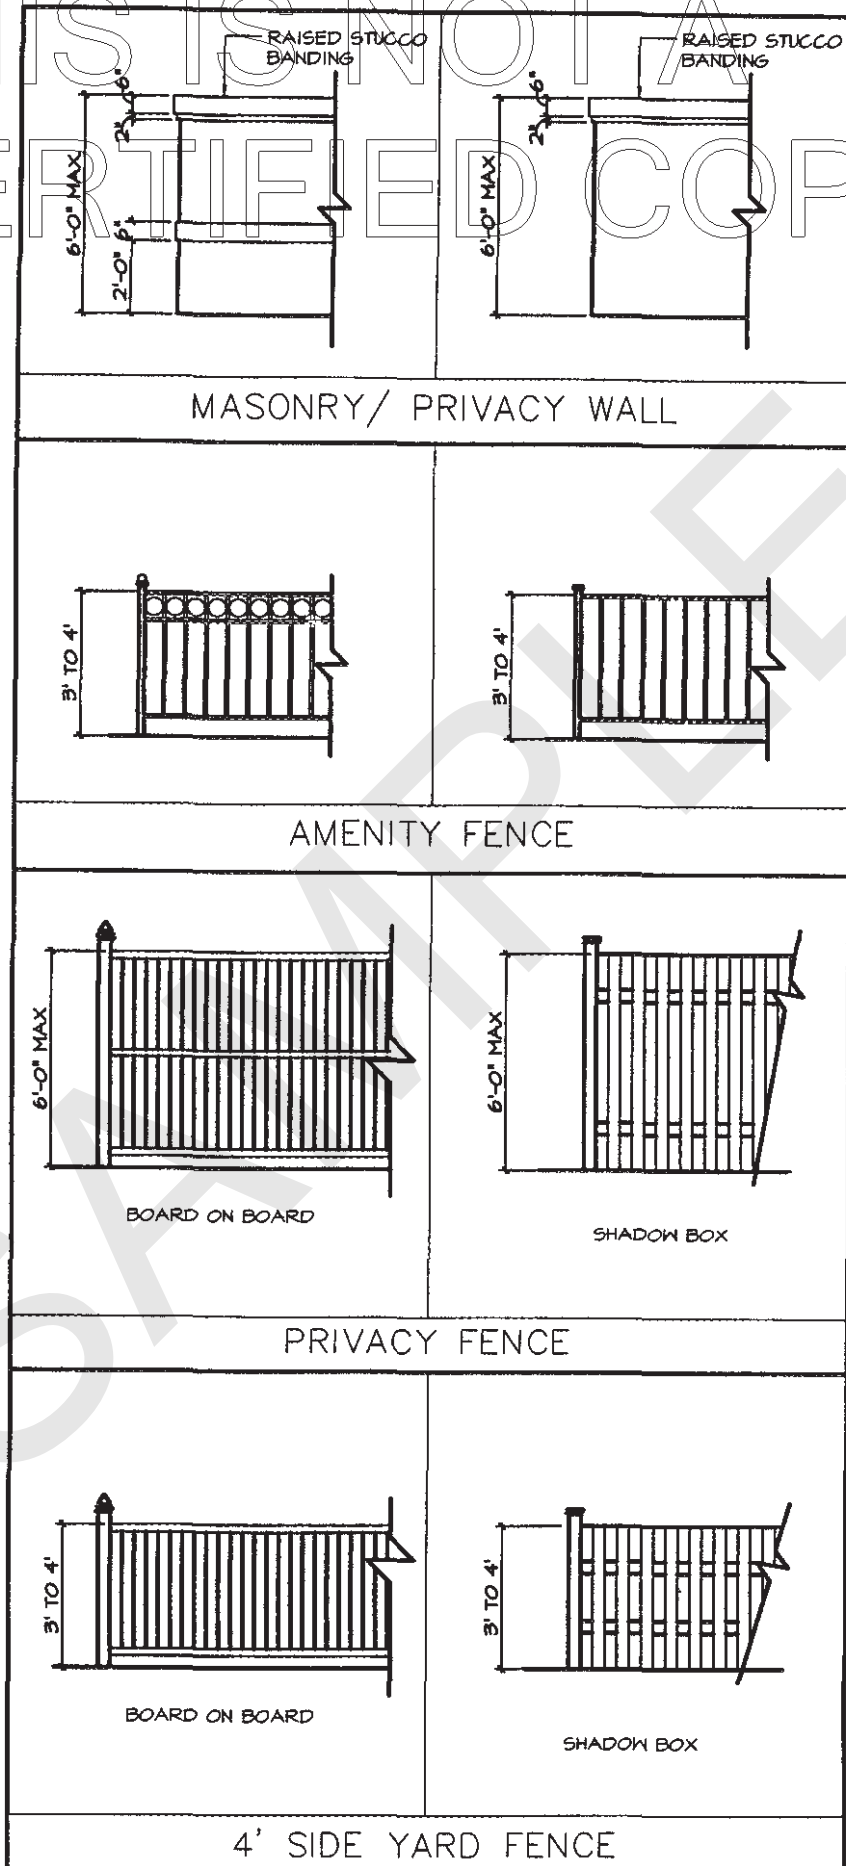 THIS IS NOT A
CERTIFIED COPY
SAMPLE
RAISED STUCCO
BANDING
6"
2"
6'-0" MAX
6"
2'-0"
RAISED STUCCO
BANDING
6"
2"
6'-0" MAX
MASONRY/ PRIVACY WALL
3' TO 4'
3' TO 4'
AMENITY FENCE
6'-0" MAX
BOARD ON BOARD
6'-0" MAX
SHADOW BOX
PRIVACY FENCE
3' TO 4'
BOARD ON BOARD
3' TO 4'
SHADOW BOX
4' SIDE YARD FENCE